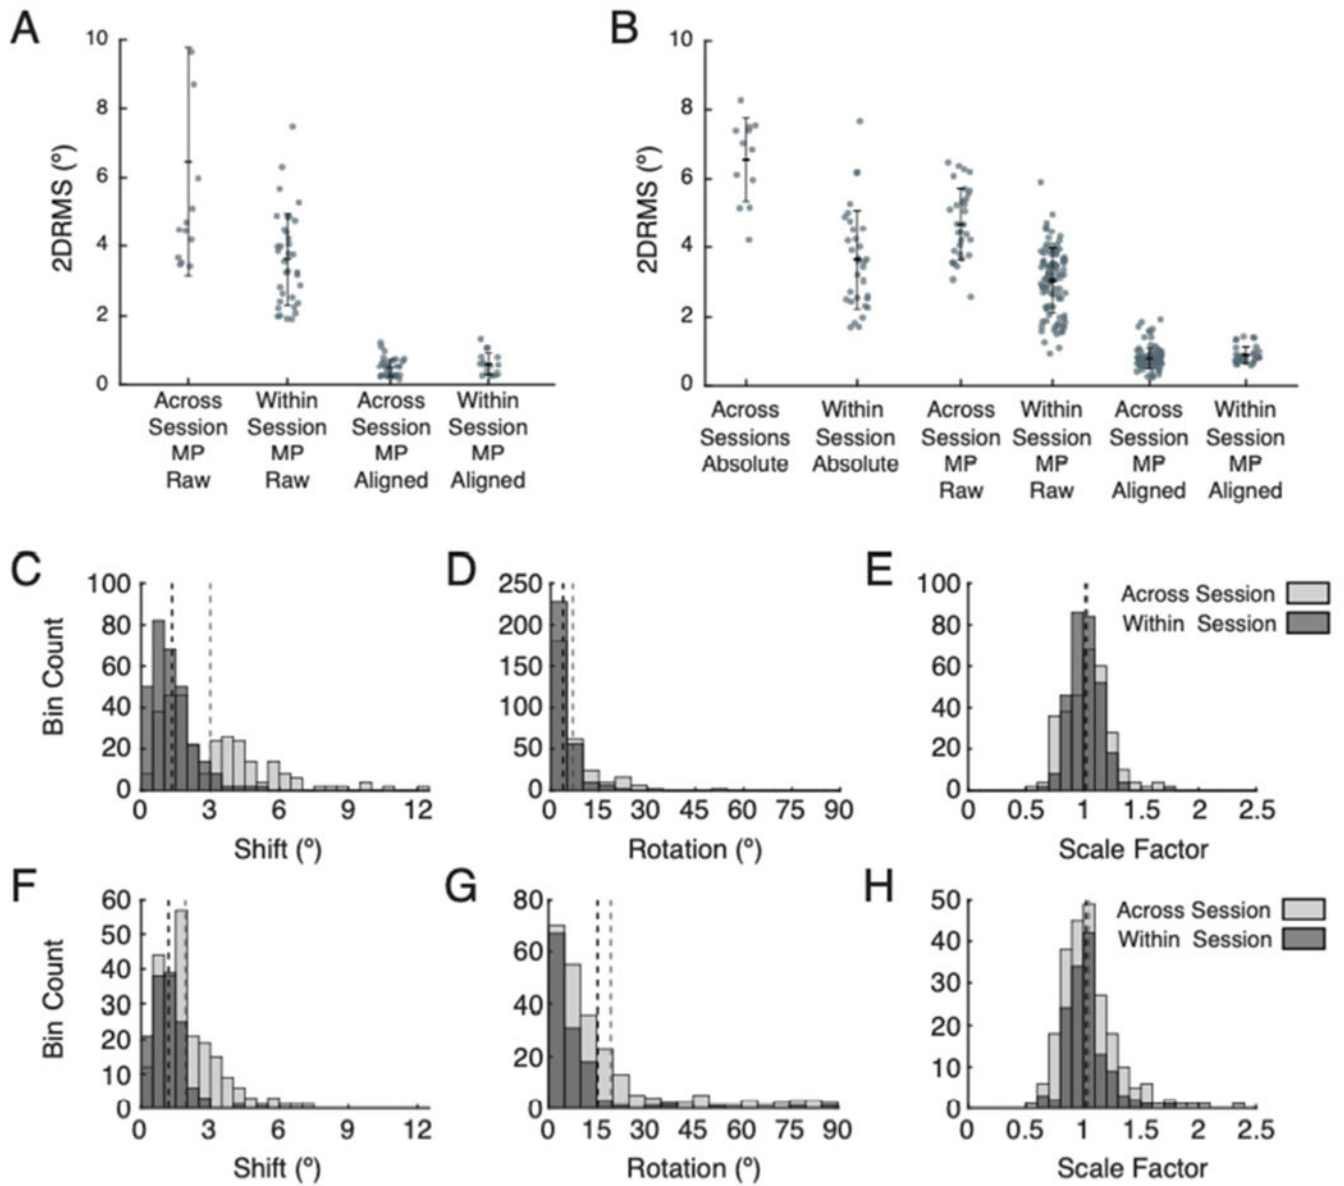 A
10
8
6
4
2
0
2DRMS (°)
Across
Session
MP
Raw
Within
Session
MP
Raw
Across
Session
MP
Aligned
Within
Session
MP
Aligned
B
10
8
6
4
2
0
2DRMS (°)
Across
Sessions
Absolute
Within
Session
Absolute
Across
Session
MP
Raw
Within
Session
MP
Raw
Across
Session
MP
Aligned
Within
Session
MP
Aligned
C
100
80
60
40
20
0
Bin Count
0 3 6 9 12
Shift (°)
D
250
200
150
100
50
0
0 15 30 45 60 75 90
Rotation (°)
E
100
80
60
40
20
0
Across Session
Within Session
0 0.5 1 1.5 2 2.5
Scale Factor
F
60
50
40
30
20
10
0
Bin Count
0 3 6 9 12
Shift (°)
G
80
60
40
20
0
0 15 30 45 60 75 90
Rotation (°)
H
50
40
30
20
10
0
Across Session
Within Session
0 0.5 1 1.5 2 2.5
Scale Factor